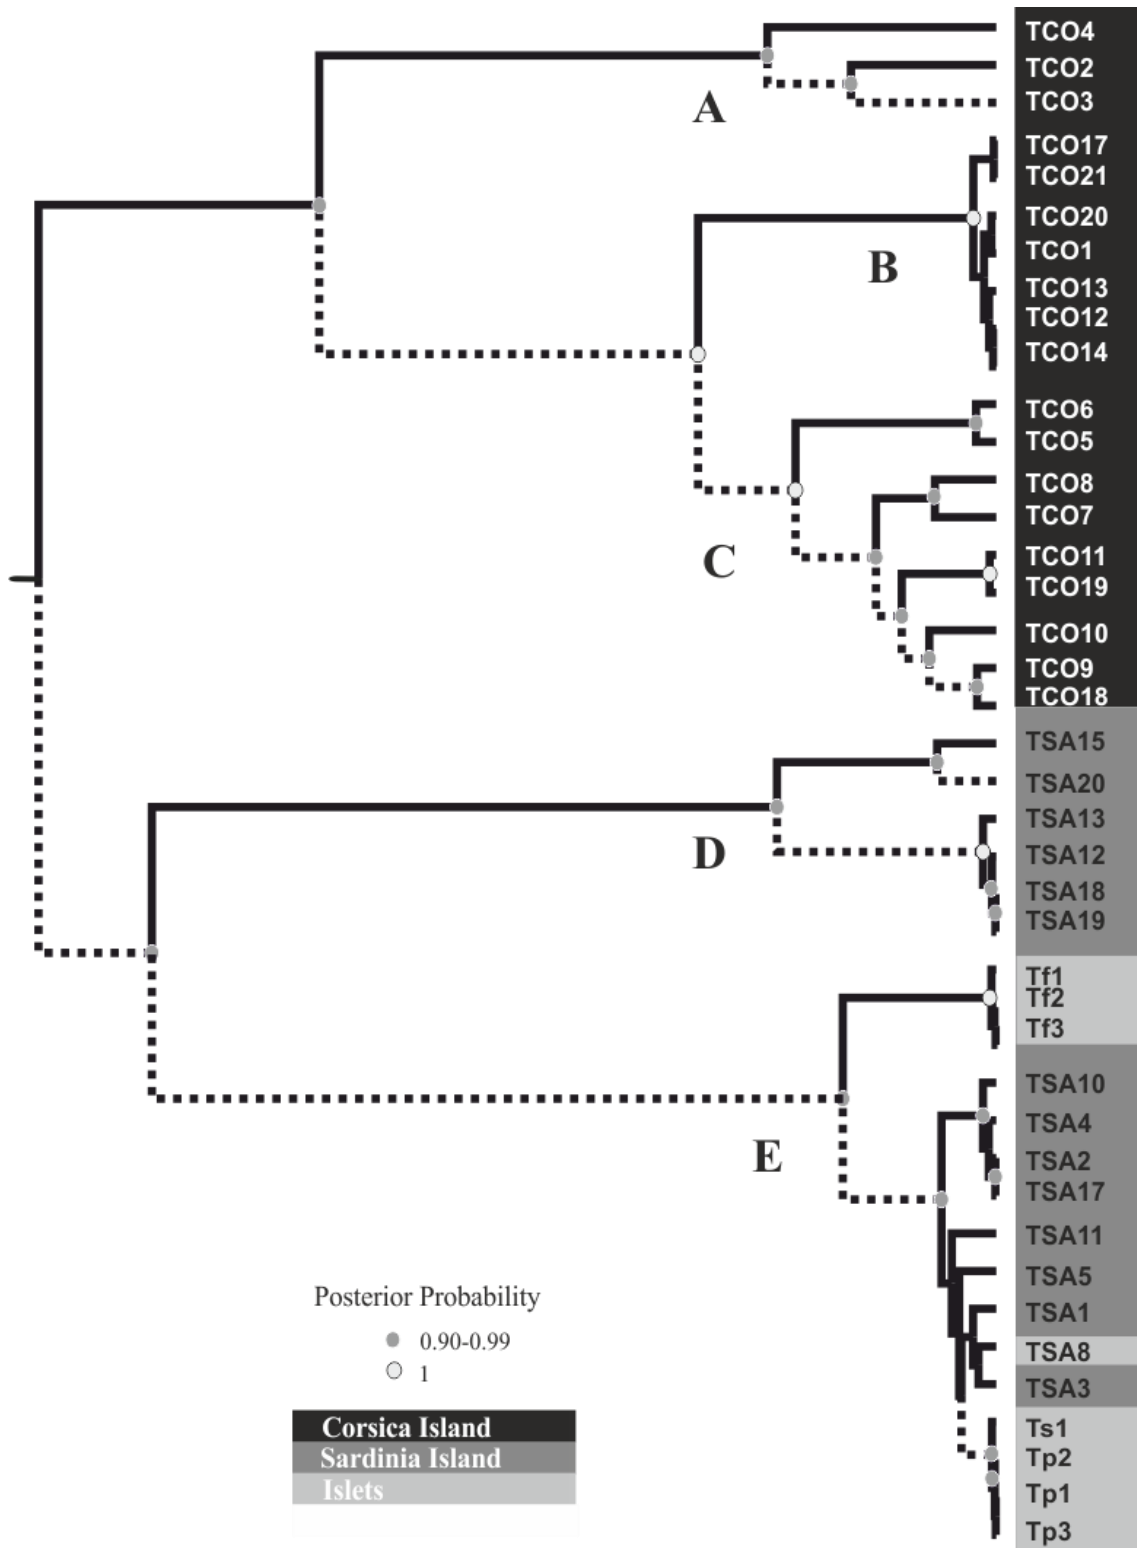 TCO4
TCO2
TCO3
A
TCO17
TCO21
TCO20
TCO1
B
TCO13
TCO12
TCO14
TCO6
TCO5
TCO8
TCO7
TCO11
C
TCO19
TCO10
TCO9
TCO18
TSA15
TSA20
TSA13
D
TSA12
TSA18
TSA19
Tf1
Tf2
Tf3
TSA10
TSA4
E
TSA2
TSA17
TSA11
TSA5
TSA1
TSA8
TSA3
Ts1
Tp2
Tp1
Tp3
Posterior Probability
0.90-0.99
1
Corsica Island
Sardinia Island
Islets